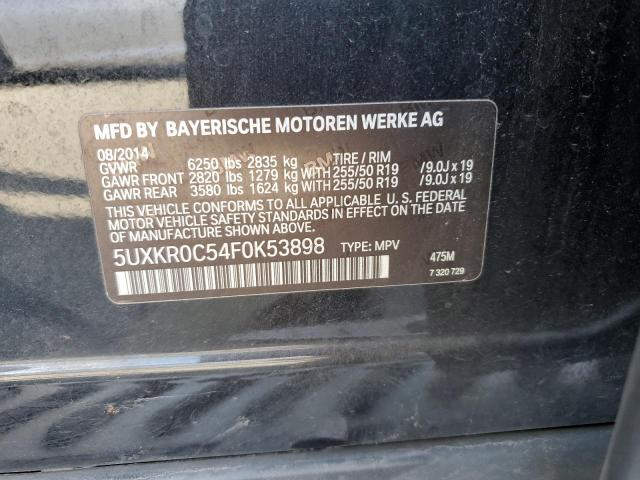 MFD BY BAYERISCHE MOTOREN WERKE AG
08/2014
GVWR 6250 lbs 2835 kg TIRE / RIM
GAWR FRONT 2820 lbs 1279 kg WITH 255/50 R19 /9.0J x 19
GAWR REAR 3580 lbs 1624 kg WITH 255/50 R19 /9.0J x 19
THIS VEHICLE CONFORMS TO ALL APPLICABLE U.S. FEDERAL
MOTOR VEHICLE SAFETY STANDARDS IN EFFECT ON THE DATE
OF MANUFACTURE SHOWN ABOVE.
5UXKR0C54F0K53898 TYPE: MPV 475M
7 320 729